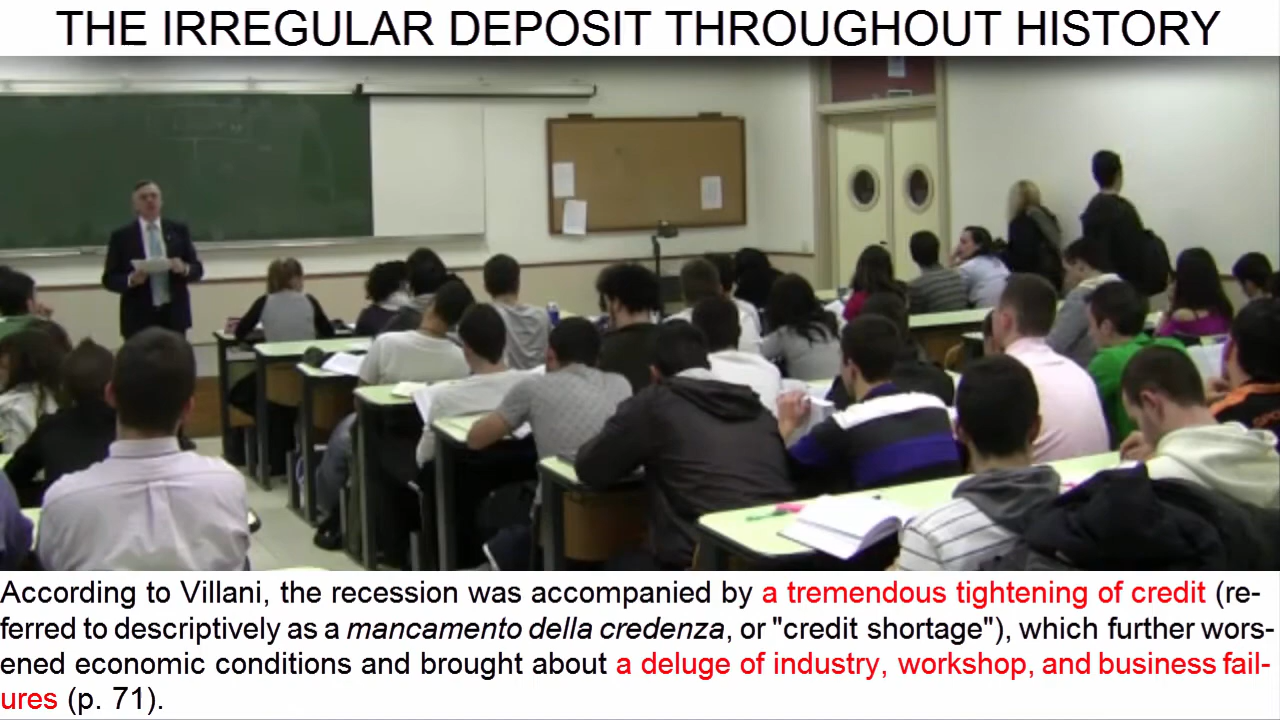 THE IRREGULAR DEPOSIT THROUGHOUT HISTORY
According to Villani, the recession was accompanied by a tremendous tightening of credit (re-
ferred to descriptively as a mancamento della credenza, or "credit shortage"), which further wors-
ened economic conditions and brought about a deluge of industry, workshop, and business fail-
ures (p. 71).